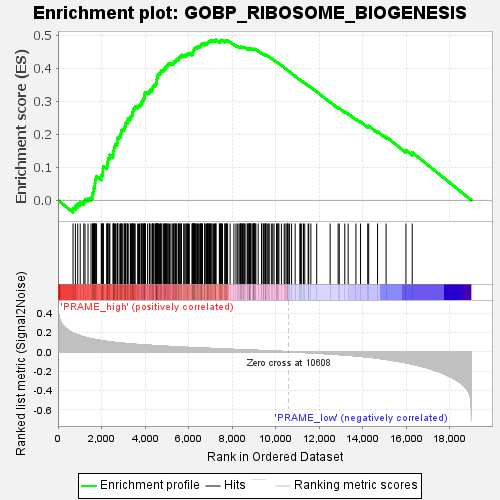 Enrichment plot: GOBP_RIBOSOME_BIOGENESIS
Enrichment score (ES)
0.5
0.4
0.3
0.2
0.1
0.0
'PRAME_high' (positively correlated)
Ranked list metric (Signal2Noise)
0.4
0.2
0.0
-0.2
-0.4
-0.6
Zero cross at 10608
'PRAME_low' (negatively correlated)
0
2,000
4,000
6,000
8,000
10,000
12,000
14,000
16,000
18,000
Rank in Ordered Dataset
Enrichment profile
Hits
Ranking metric scores